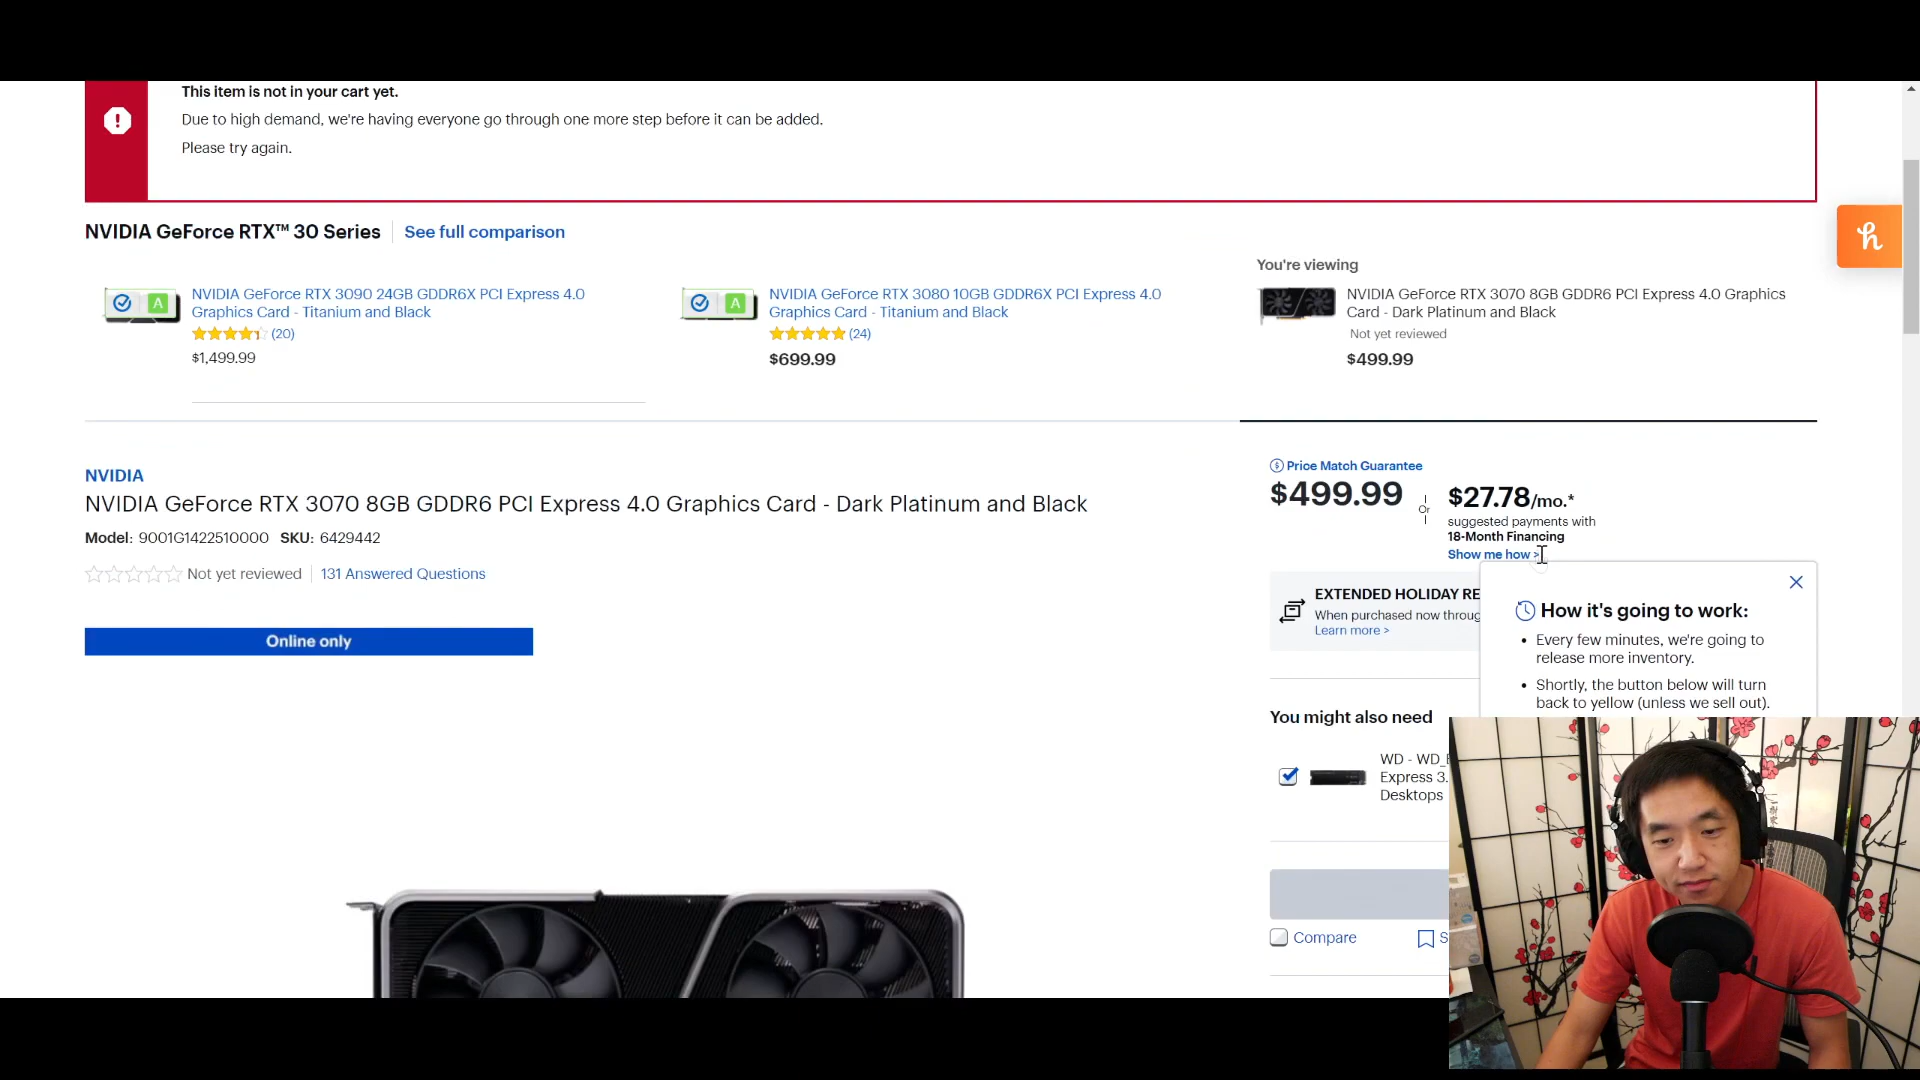 This item is not in your cart yet.
Due to high demand, we're having everyone go through one more step before it can be added.
Please try again.
NVIDIA GeForce RTX™ 30 Series
See full comparison
You're viewing
NVIDIA GeForce RTX 3090 24GB GDDR6X PCI Express 4.0
Graphics Card - Titanium and Black
(20)
$1,499.99
NVIDIA GeForce RTX 3080 10GB GDDR6X PCI Express 4.0
Graphics Card - Titanium and Black
(24)
$699.99
NVIDIA GeForce RTX 3070 8GB GDDR6 PCI Express 4.0 Graphics
Card - Dark Platinum and Black
Not yet reviewed
$499.99
NVIDIA
NVIDIA GeForce RTX 3070 8GB GDDR6 PCI Express 4.0 Graphics Card - Dark Platinum and Black
Model: 9001G1422510000 SKU: 6429442
Not yet reviewed
131 Answered Questions
Online only
Price Match Guarantee
$499.99
Or
$27.78/mo.*
suggested payments with
18-Month Financing
Show me how >
EXTENDED HOLIDAY RE
When purchased now throug
Learn more >
How it's going to work:
• Every few minutes, we're going to
release more inventory.
• Shortly, the button below will turn
back to yellow (unless we sell out).
You might also need
WD - WD_
Express 3.
Desktops
Compare
S